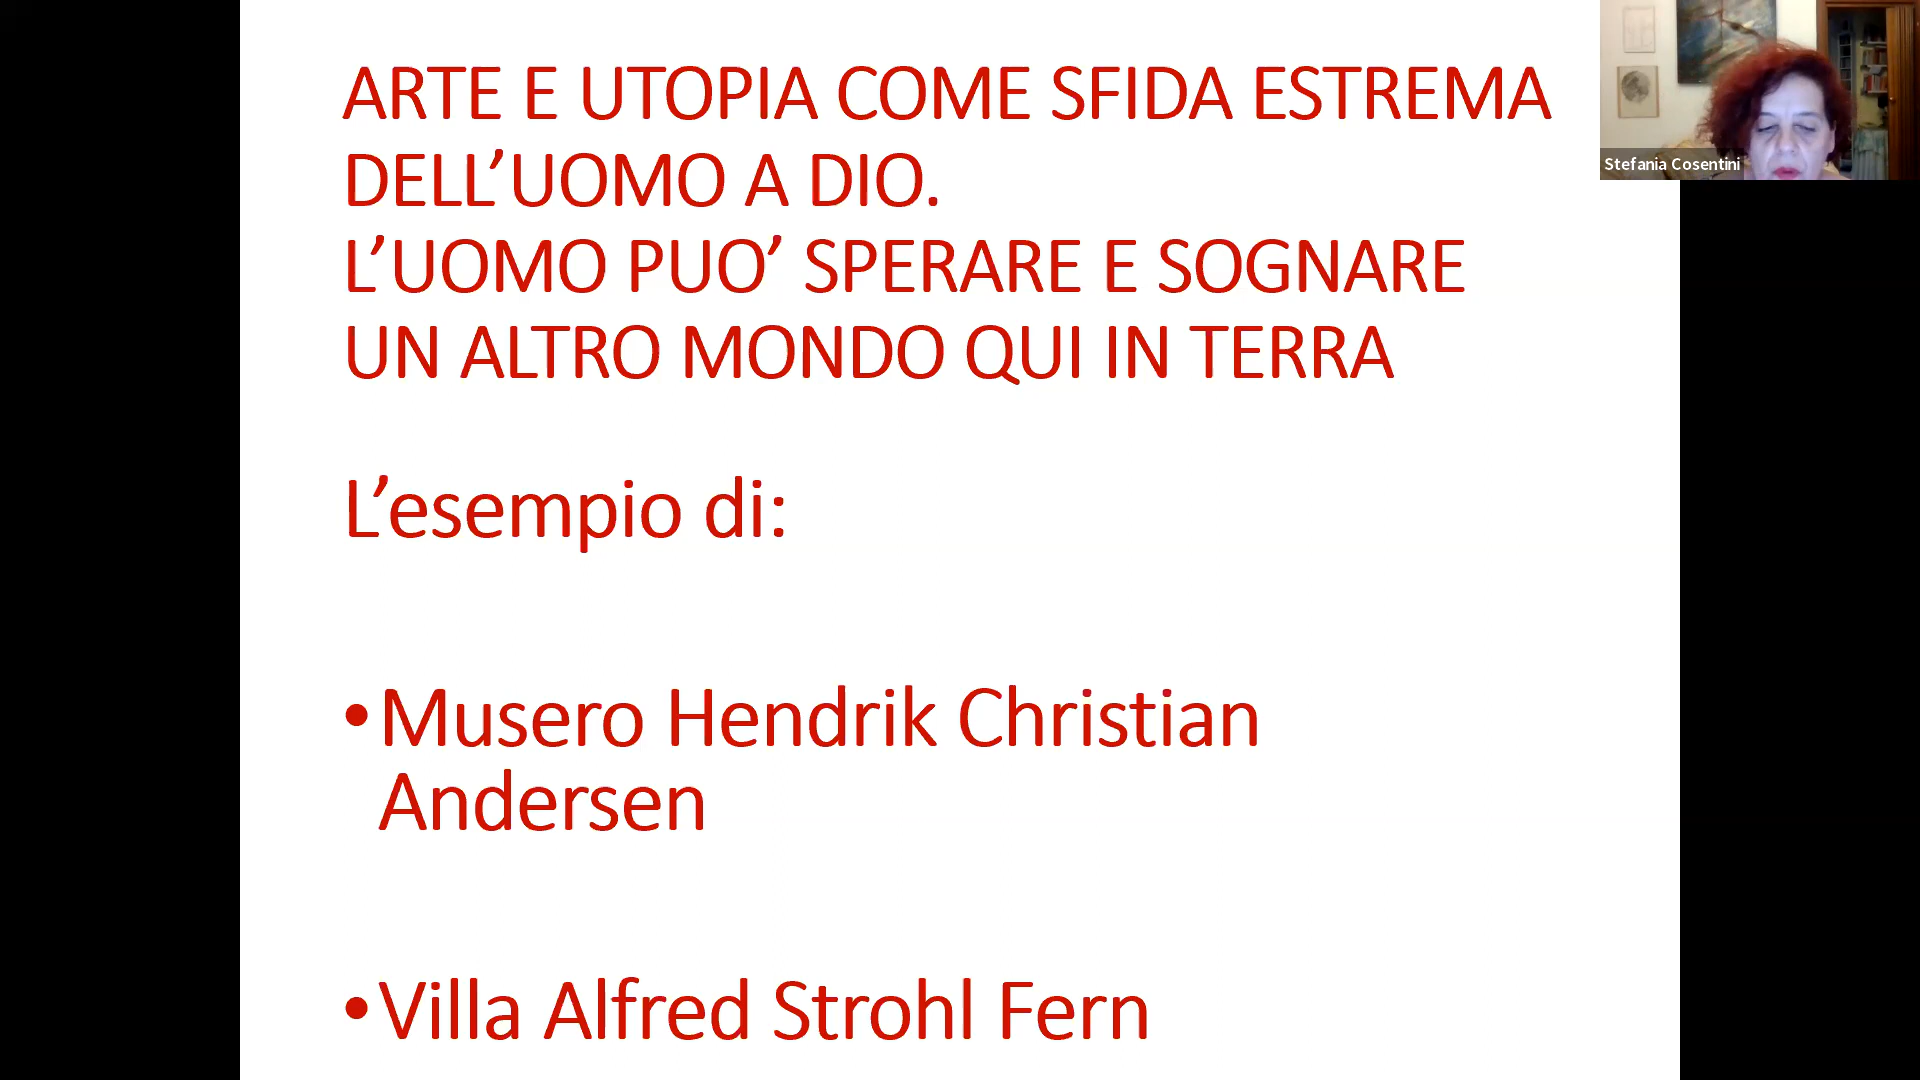 ARTE E UTOPIA COME SFIDA ESTREMA
DELL’UOMO A DIO.
L’UOMO PUO’ SPERARE E SOGNARE
UN ALTRO MONDO QUI IN TERRA
L’esempio di:
•Musero Hendrik Christian
Andersen
•Villa Alfred Strohl Fern
Stefania Cosentini